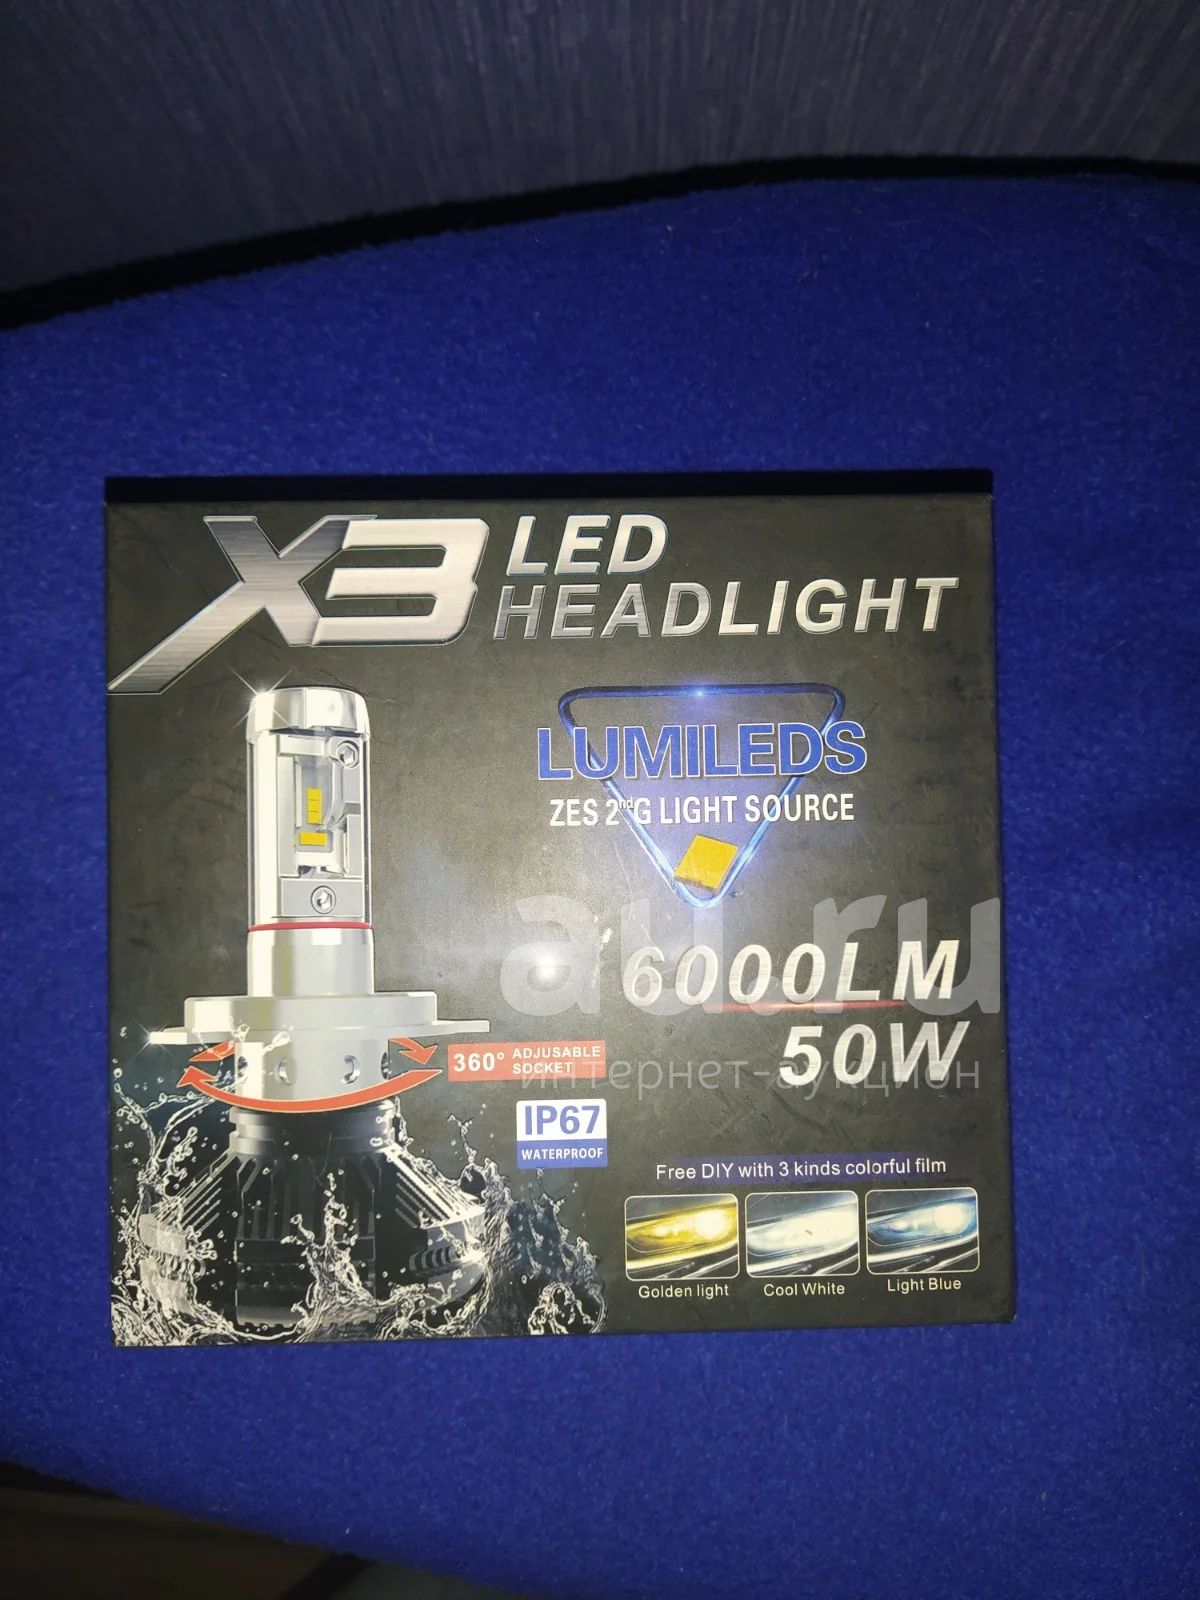 X3 LED
HEADLIGHT
LUMILEDS
ZES 2nd G LIGHT SOURCE
au.ru
6000LM
50W
интернет-аукцион
360° ADJUSABLE
SOCKET
IP67
WATERPROOF
Free DIY with 3 kinds colorful film
Golden light Cool White Light Blue